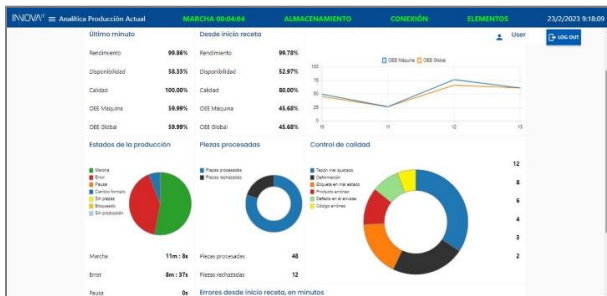 INNOVA" Analítica Producción Actual MARCHA 00:04:04 ALMACENAMIENTO CONEXIÓN ELEMENTOS 23/2/2023 9:18:09
Último minuto Desde inicio receta User LOG OUT
Rendimiento 99.86% Rendimiento 99.78%
Disponibilidad 58.33% Disponibilidad 52.97%
Calidad 100.00% Calidad 80.00%
OEE Máquina 59.99% OEE Máquina 45.68%
OEE Global 59.99% OEE Global 45.68%
OEE Máquina OEE Global
100
75
50
25
0
10 11 12 13
Estados de la producción Piezas procesadas Control de calidad
Marcha
Error
Pausa
Cambio formato
Sin piezas
Bloqueado
Sin producción
Piezas procesadas
Piezas rechazadas
Tapón mal ajustado
Deformación
Etiqueta en mal estado
Producto erróneo
Defecto en el envase
Código erróneo
12
8
6
4
3
2
Marcha 11m : 8s Piezas procesadas 48
Error 8m : 37s Piezas rechazadas 12
Pausa 0s Errores desde inicio receta, en minutos